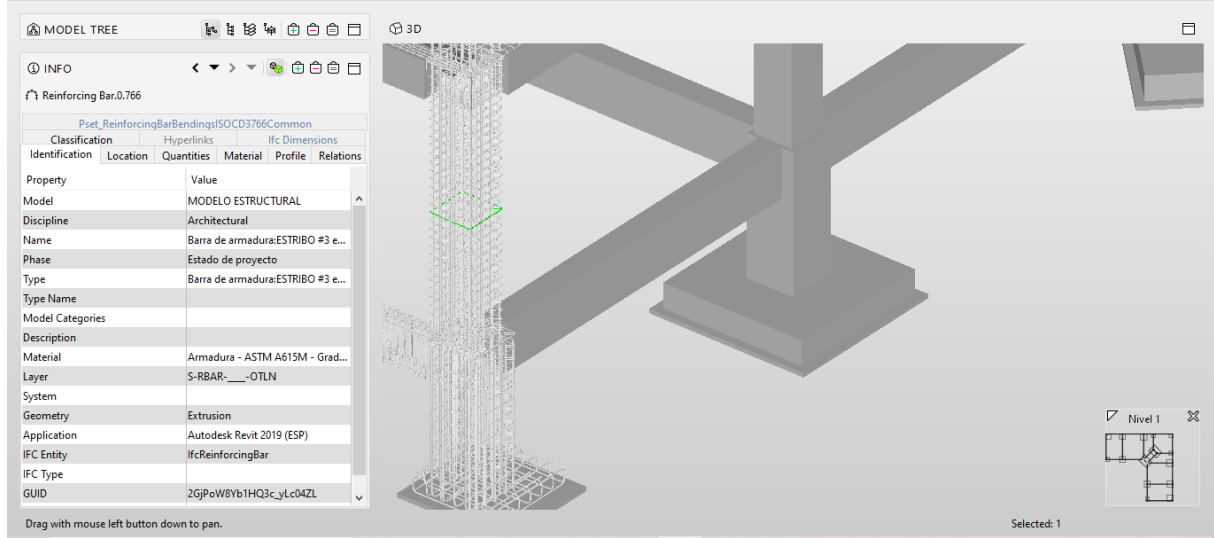 MODEL TREE
3D
INFO
Reinforcing Bar.0.766
Pset_ReinforcingBarBendingsISOCD3766Common
Classification Hyperlinks Ifc Dimensions
Identification Location Quantities Material Profile Relations
Property Value
Model MODELO ESTRUCTURAL
Discipline Architectural
Name Barra de armadura:ESTRIBO #3 e...
Phase Estado de proyecto
Type Barra de armadura:ESTRIBO #3 e...
Type Name
Model Categories
Description
Material Armadura - ASTM A615M - Grad...
Layer S-RBAR-___-OTLN
System
Geometry Extrusion
Application Autodesk Revit 2019 (ESP)
IFC Entity IfcReinforcingBar
IFC Type
GUID 2GjPoW8Yb1HQ3c_yLc04ZL
Nivel 1
Drag with mouse left button down to pan.
Selected: 1